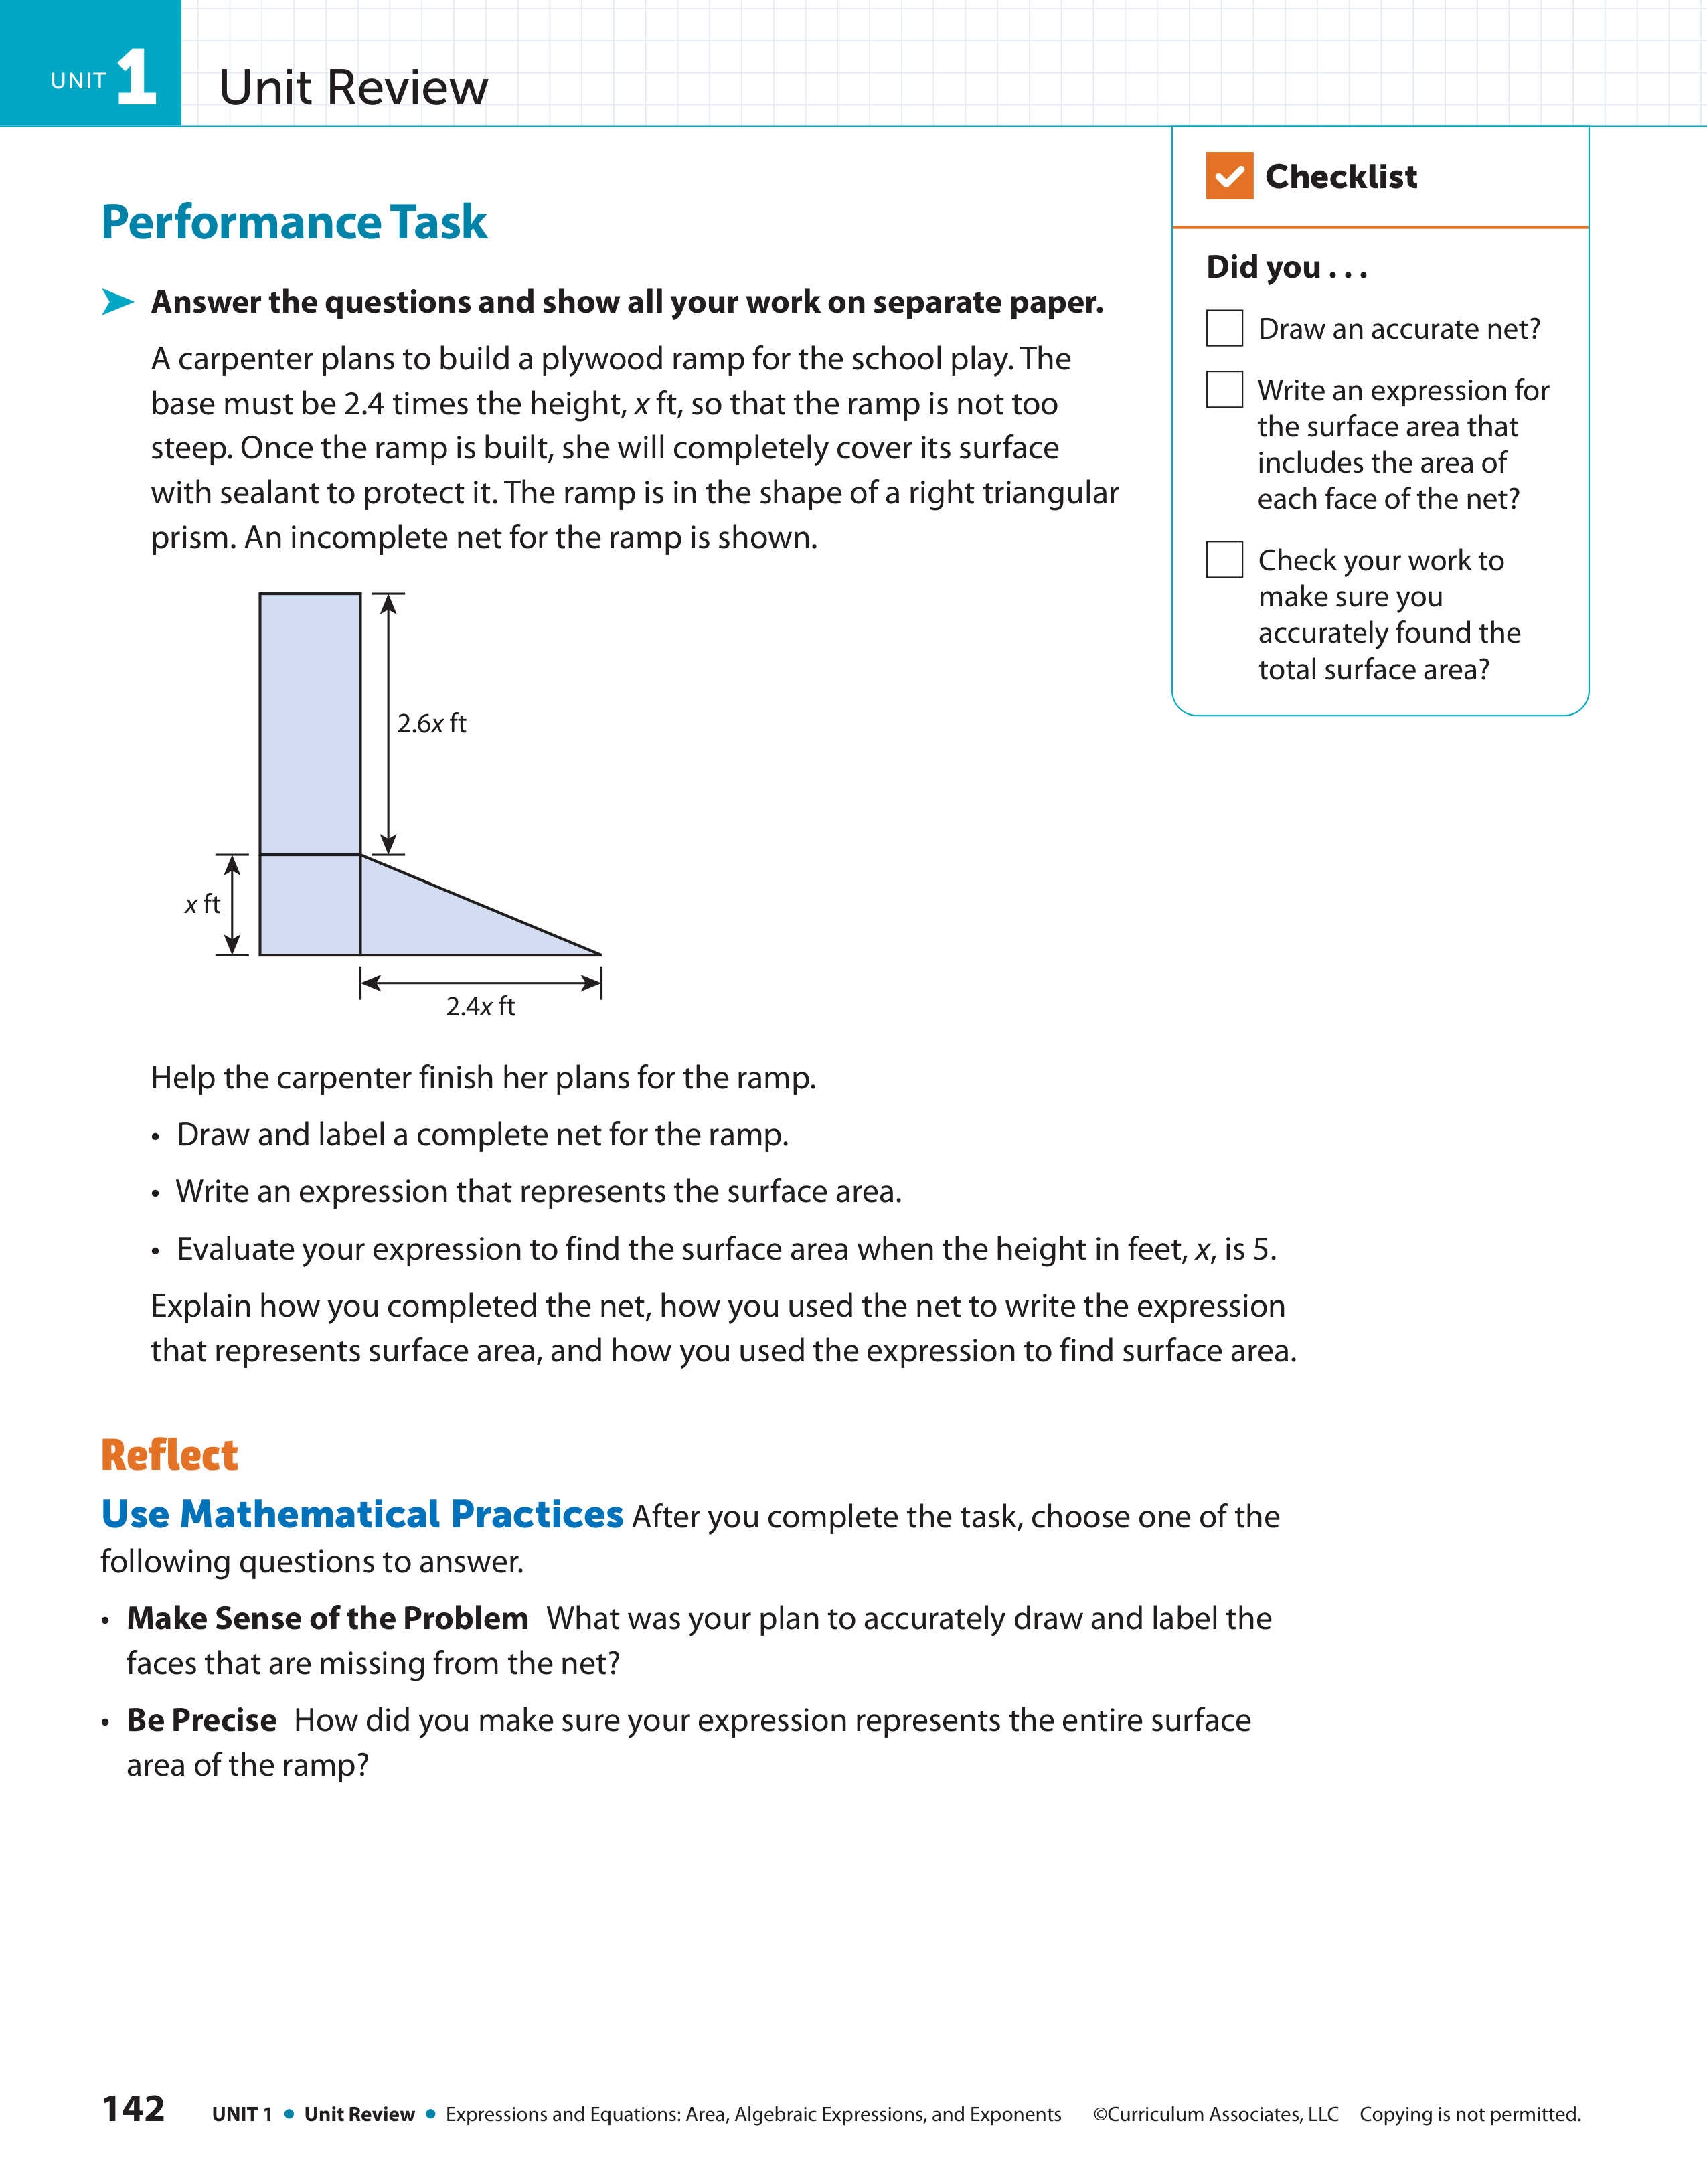 UNIT 1 Unit Review
Performance Task
Answer the questions and show all your work on separate paper.
A carpenter plans to build a plywood ramp for the school play. The
base must be 2.4 times the height, x ft, so that the ramp is not too
steep. Once the ramp is built, she will completely cover its surface
with sealant to protect it. The ramp is in the shape of a right triangular
prism. An incomplete net for the ramp is shown.
Checklist
Did you . . .
Draw an accurate net?
Write an expression for
the surface area that
includes the area of
each face of the net?
Check your work to
make sure you
accurately found the
total surface area?
2.6x ft
x ft
2.4x ft
Help the carpenter finish her plans for the ramp.
• Draw and label a complete net for the ramp.
• Write an expression that represents the surface area.
• Evaluate your expression to find the surface area when the height in feet, x, is 5.
Explain how you completed the net, how you used the net to write the expression
that represents surface area, and how you used the expression to find surface area.
Reflect
Use Mathematical Practices After you complete the task, choose one of the
following questions to answer.
• Make Sense of the Problem What was your plan to accurately draw and label the
faces that are missing from the net?
• Be Precise How did you make sure your expression represents the entire surface
area of the ramp?
142 UNIT 1 • Unit Review • Expressions and Equations: Area, Algebraic Expressions, and Exponents ©Curriculum Associates, LLC Copying is not permitted.